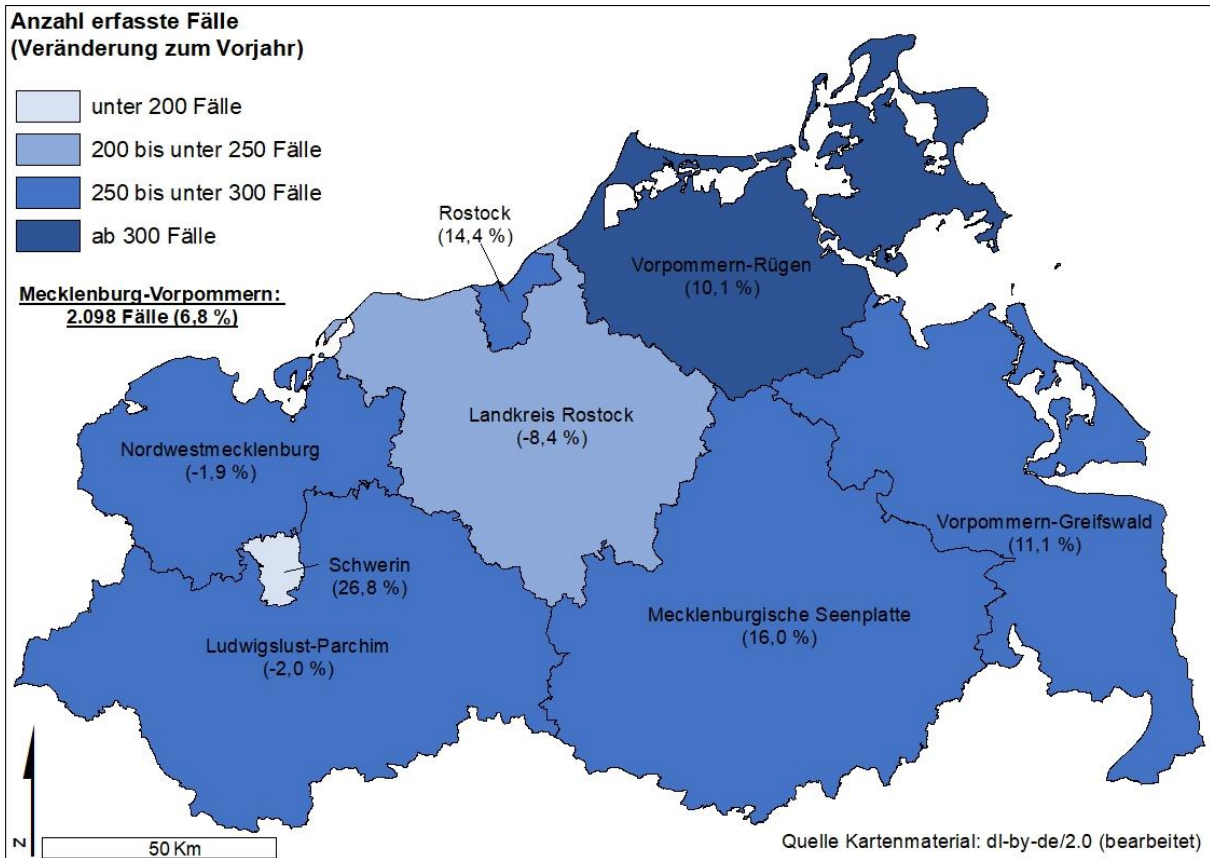 Anzahl erfasste Fälle
(Veränderung zum Vorjahr)
unter 200 Fälle
200 bis unter 250 Fälle
250 bis unter 300 Fälle
ab 300 Fälle
Mecklenburg-Vorpommern:
2.098 Fälle (6,8 %)
Rostock
(14,4 %)
Vorpommern-Rügen
(10,1 %)
Landkreis Rostock
(-8,4 %)
Nordwestmecklenburg
(-1,9 %)
Vorpommern-Greifswald
(11,1 %)
Schwerin
(26,8 %)
Mecklenburgische Seenplatte
(16,0 %)
Ludwigslust-Parchim
(-2,0 %)
N
50 Km
Quelle Kartenmaterial: dl-by-de/2.0 (bearbeitet)